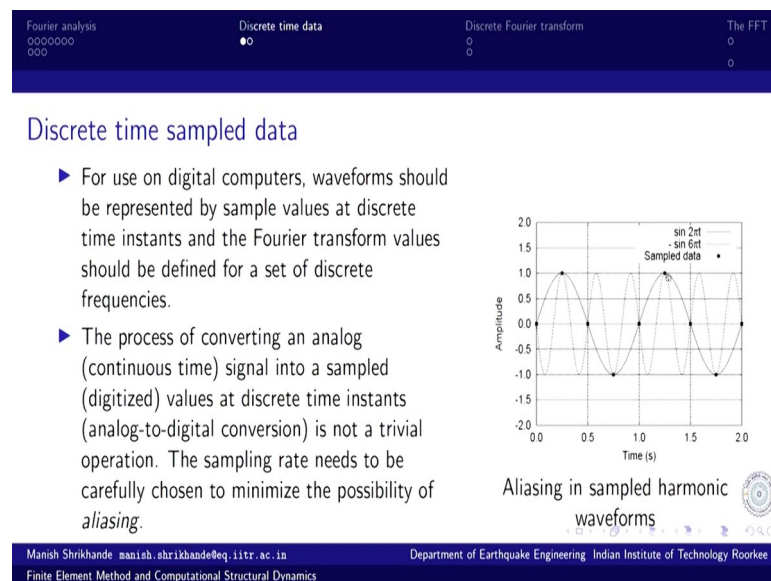 Fourier analysis
Discrete time data
Discrete Fourier transform
The FFT
Discrete time sampled data
For use on digital computers, waveforms should
be represented by sample values at discrete
time instants and the Fourier transform values
should be defined for a set of discrete
frequencies.
The process of converting an analog
(continuous time) signal into a sampled
(digitized) values at discrete time instants
(analog-to-digital conversion) is not a trivial
operation. The sampling rate needs to be
carefully chosen to minimize the possibility of
aliasing.
sin 2πt
- sin 6πt
Sampled data
2.0
1.5
1.0
0.5
0.0
-0.5
-1.0
-1.5
-2.0
Amplitude
0.0 0.5 1.0 1.5 2.0
Time (s)
Aliasing in sampled harmonic
waveforms
Manish Shrikhande manish.shrikhande@eq.iitr.ac.in
Department of Earthquake Engineering Indian Institute of Technology Roorkee
Finite Element Method and Computational Structural Dynamics